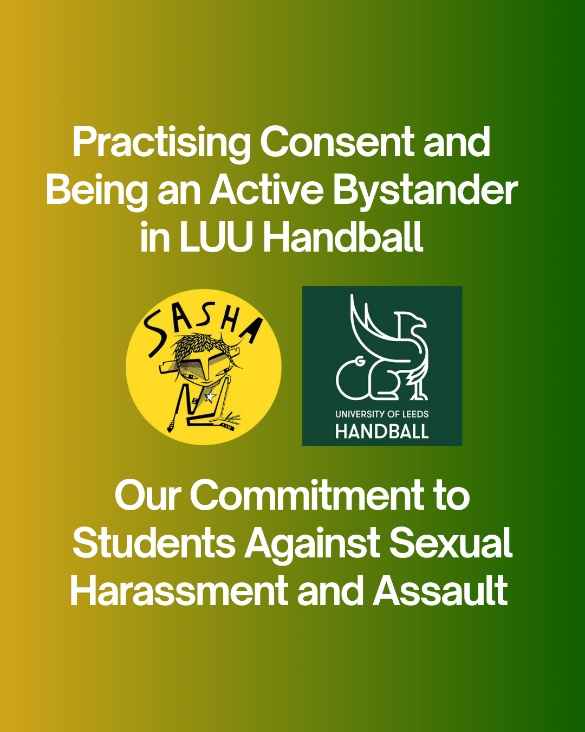 Practising Consent and
Being an Active Bystander
in LUU Handball
SASHA
UNIVERSITY OF LEEDS
HANDBALL
Our Commitment to
Students Against Sexual
Harassment and Assault